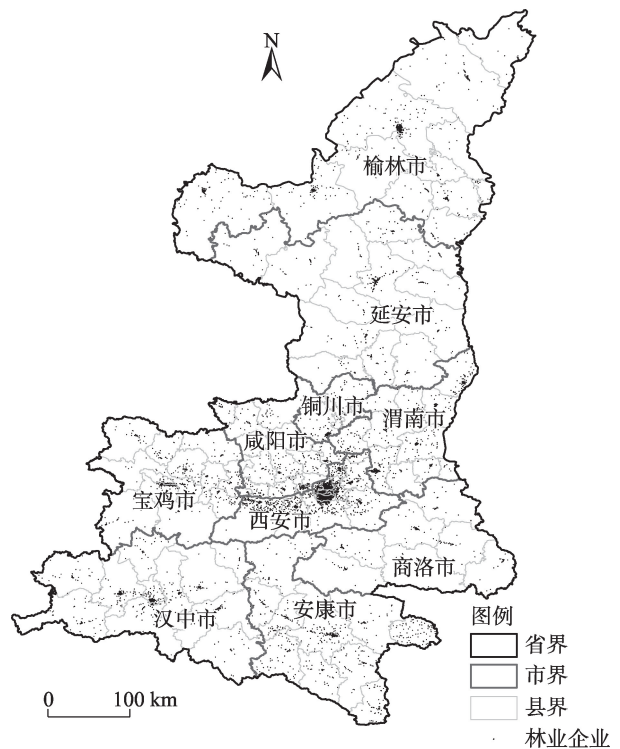 N
榆林市
延安市
铜川市
渭南市
咸阳市
宝鸡市
西安市
商洛市
安康市
汉中市
图例
省界
市界
县界
林业企业
0 100 km